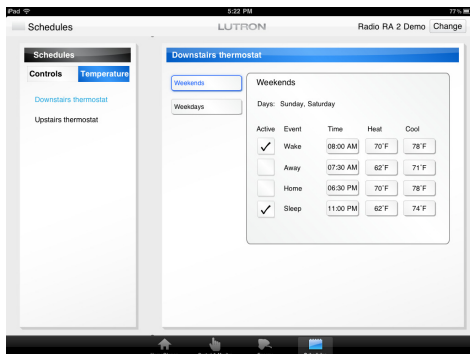 iPad 5:22 PM 77%
Schedules LUTRON Radio RA 2 Demo Change
Schedules
Controls Temperature
Downstairs thermostat
Upstairs thermostat
Downstairs thermostat
Weekends
Weekdays
Weekends
Days: Sunday, Saturday
Active Event Time Heat Cool
Wake 08:00 AM 70°F 78°F
Away 07:30 AM 62°F 71°F
Home 06:30 PM 70°F 78°F
Sleep 11:00 PM 62°F 74°F